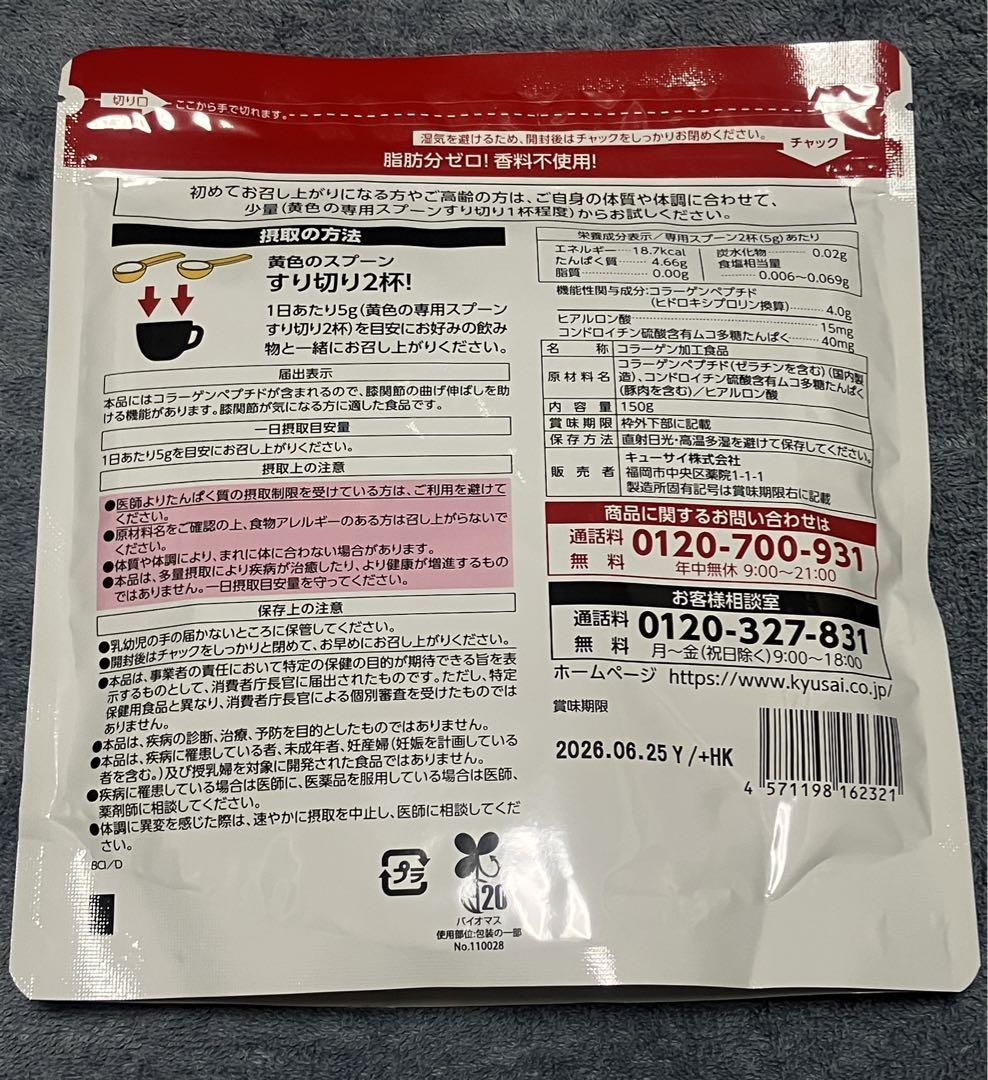 切り口
ここから手で切れます。
湿気を避けるため、開封後はチャックをしっかりお閉めください。
チャック
脂肪分ゼロ!香料不使用!
初めてお召し上がりになる方やご高齢の方は、ご自身の体質や体調に合わせて、
少量(黄色の専用スプーンすり切り1杯程度)からお試しください。
摂取の方法
黄色のスプーン
すり切り2杯!
1日あたり5g(黄色の専用スプーン
すり切り2杯)を目安にお好みの飲み
物と一緒にお召し上がりください。
届出表示
本品にはコラーゲンペプチドが含まれるので、膝関節の曲げ伸ばしを助
ける機能があります。膝関節が気になる方に適した食品です。
一日摂取目安量
1日あたり5gを目安にお召し上がりください。
摂取上の注意
●医師よりたんぱく質の摂取制限を受けている方は、ご利用を避けて
ください。
●原材料名をご確認の上、食物アレルギーのある方は召し上がらないで
ください。
●体質や体調により、まれに体に合わない場合があります。
●本品は、多量摂取により疾病が治癒したり、より健康が増進するもの
ではありません。一日摂取目安量を守ってください。
保存上の注意
●乳幼児の手の届かないところに保管してください。
●開封後はチャックをしっかりと閉めて、お早めにお召し上がりください。
●本品は、事業者の責任において特定の保健の目的が期待できる旨を表
示するものとして、消費者庁長官に届出されたものです。ただし、特定
保健用食品と異なり、消費者庁長官による個別審査を受けたものでは
ありません。
●本品は、疾病の診断、治療、予防を目的としたものではありません。
●本品は、疾病に罹患している者、未成年者、妊産婦(妊娠を計画している
者を含む。)及び授乳婦を対象に開発された食品ではありません。
●疾病に罹患している場合は医師に、医薬品を服用している場合は医師、
薬剤師に相談してください。
●体調に異変を感じた際は、速やかに摂取を中止し、医師に相談してくだ
さい。
BCI/D
栄養成分表示/専用スプーン2杯(5g)あたり
エネルギー…18.7kcal
たんぱく質………4.66g
脂質………………0.00g
炭水化物…………0.02g
食塩相当量
………0.006〜0.069g
機能性関与成分:コラーゲンペプチド
(ヒドロキシプロリン換算)………4.0g
ヒアルロン酸………………15mg
コンドロイチン硫酸含有ムコ多糖たんぱく………40mg
名称 コラーゲン加工食品
原材料名 コラーゲンペプチド(ゼラチンを含む)(国内製
造)、コンドロイチン硫酸含有ムコ多糖たんぱく
(豚肉を含む)/ヒアルロン酸
内容量 150g
賞味期限 枠外下部に記載
保存方法 直射日光・高温多湿を避けて保存してください。
販売者 キューサイ株式会社
福岡市中央区薬院1-1-1
製造所固有記号は賞味期限右に記載
商品に関するお問い合わせは
通話料無料 0120-700-931
年中無休 9:00〜21:00
お客様相談室
通話料無料 0120-327-831
月〜金(祝日除く)9:00〜18:00
ホームページ https://www.kyusai.co.jp/
賞味期限
2026.06.25 Y/+HK
4 571198 162321
プラ
20
バイオマス
使用部位:包装の一部
No.110028